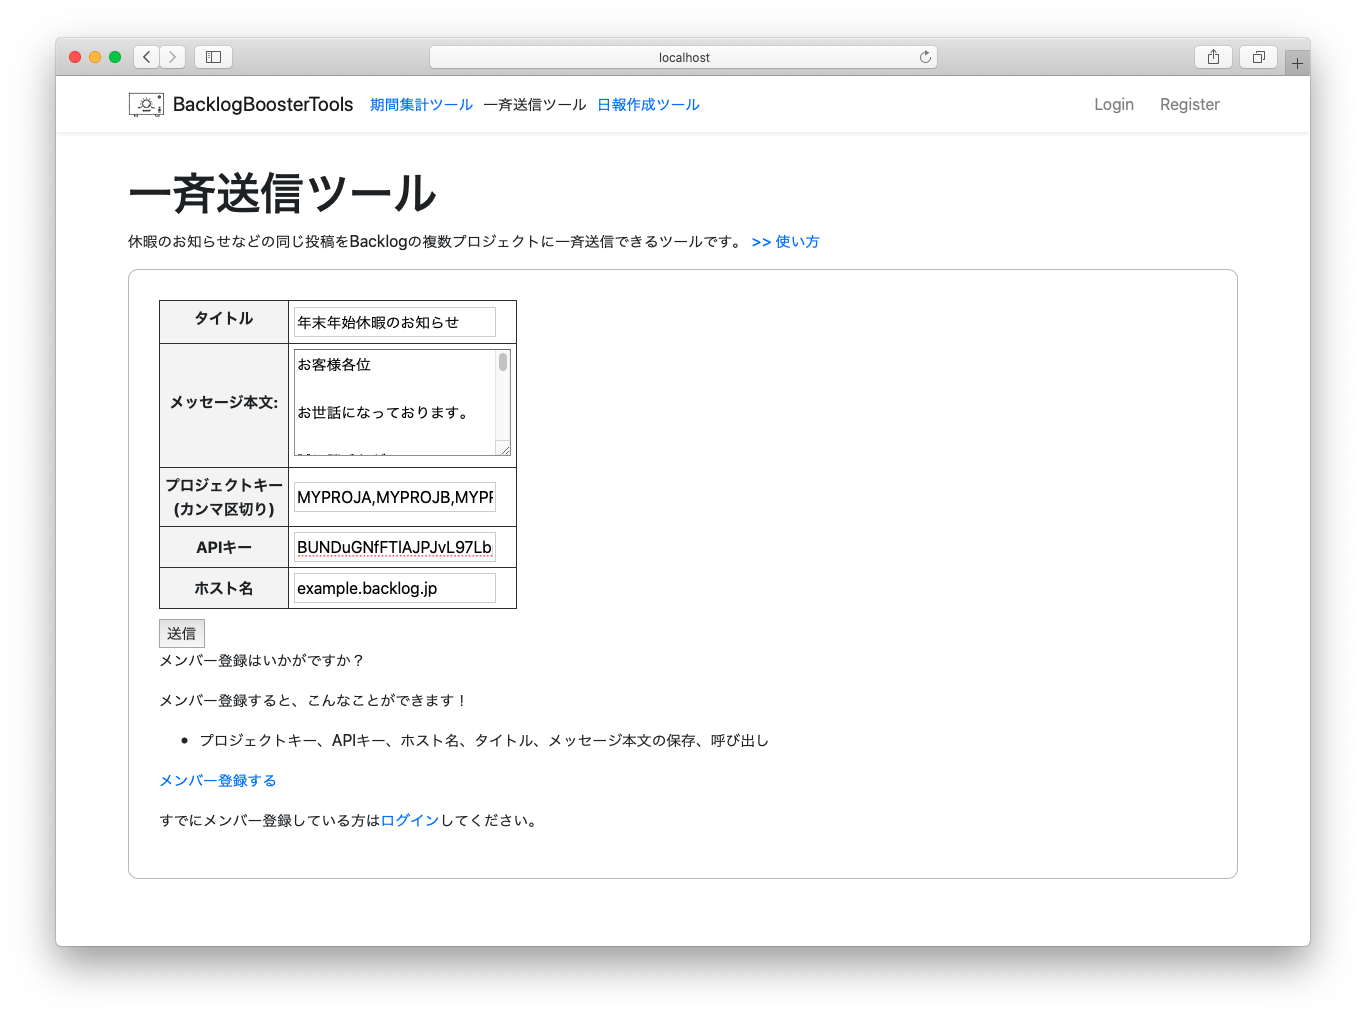 localhost
BacklogBoosterTools 期間集計ツール 一斉送信ツール 日報作成ツール Login Register
一斉送信ツール
休暇のお知らせなどの同じ投稿をBacklogの複数プロジェクトに一斉送信できるツールです。 >> 使い方
タイトル 年末年始休暇のお知らせ
メッセージ本文: お客様各位
お世話になっております。
プロジェクトキー
(カンマ区切り) MYPROJA,MYPROJB,MYPR
APIキー BUNDuGNfFTlAJPJvL97Lb
ホスト名 example.backlog.jp
送信
メンバー登録はいかがですか？
メンバー登録すると、こんなことができます！
• プロジェクトキー、APIキー、ホスト名、タイトル、メッセージ本文の保存、呼び出し
メンバー登録する
すでにメンバー登録している方はログインしてください。